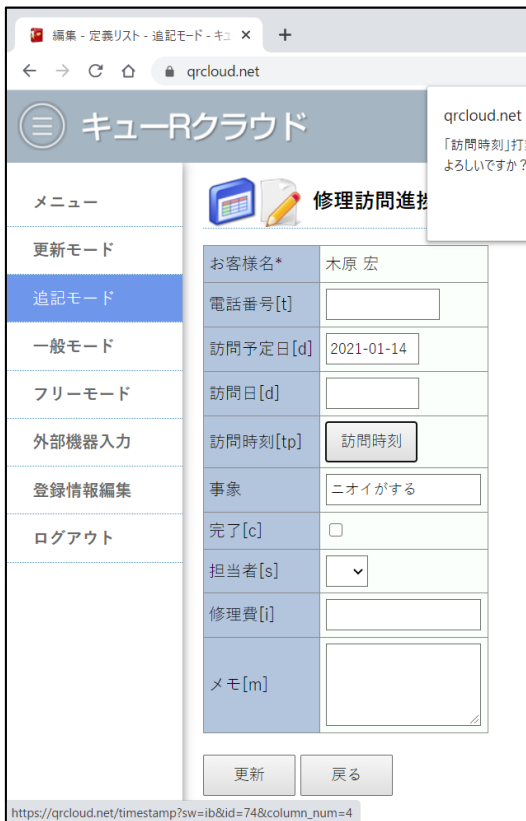 編集 - 定義リスト - 追記モード - キュ
qrcloud.net
キューRクラウド
qrcloud.net
「訪問時刻」打
よろしいですか？
メニュー
更新モード
追記モード
一般モード
フリーモード
外部機器入力
登録情報編集
ログアウト
修理訪問進
お客様名* 木原 宏
電話番号[t]
訪問予定日[d] 2021-01-14
訪問日[d]
訪問時刻[tp] 訪問時刻
事象 ニオイがする
完了[c]
担当者[s]
修理費[i]
メモ[m]
更新 戻る
https://qrcloud.net/timestamp?sw=ib&id=74&column_num=4